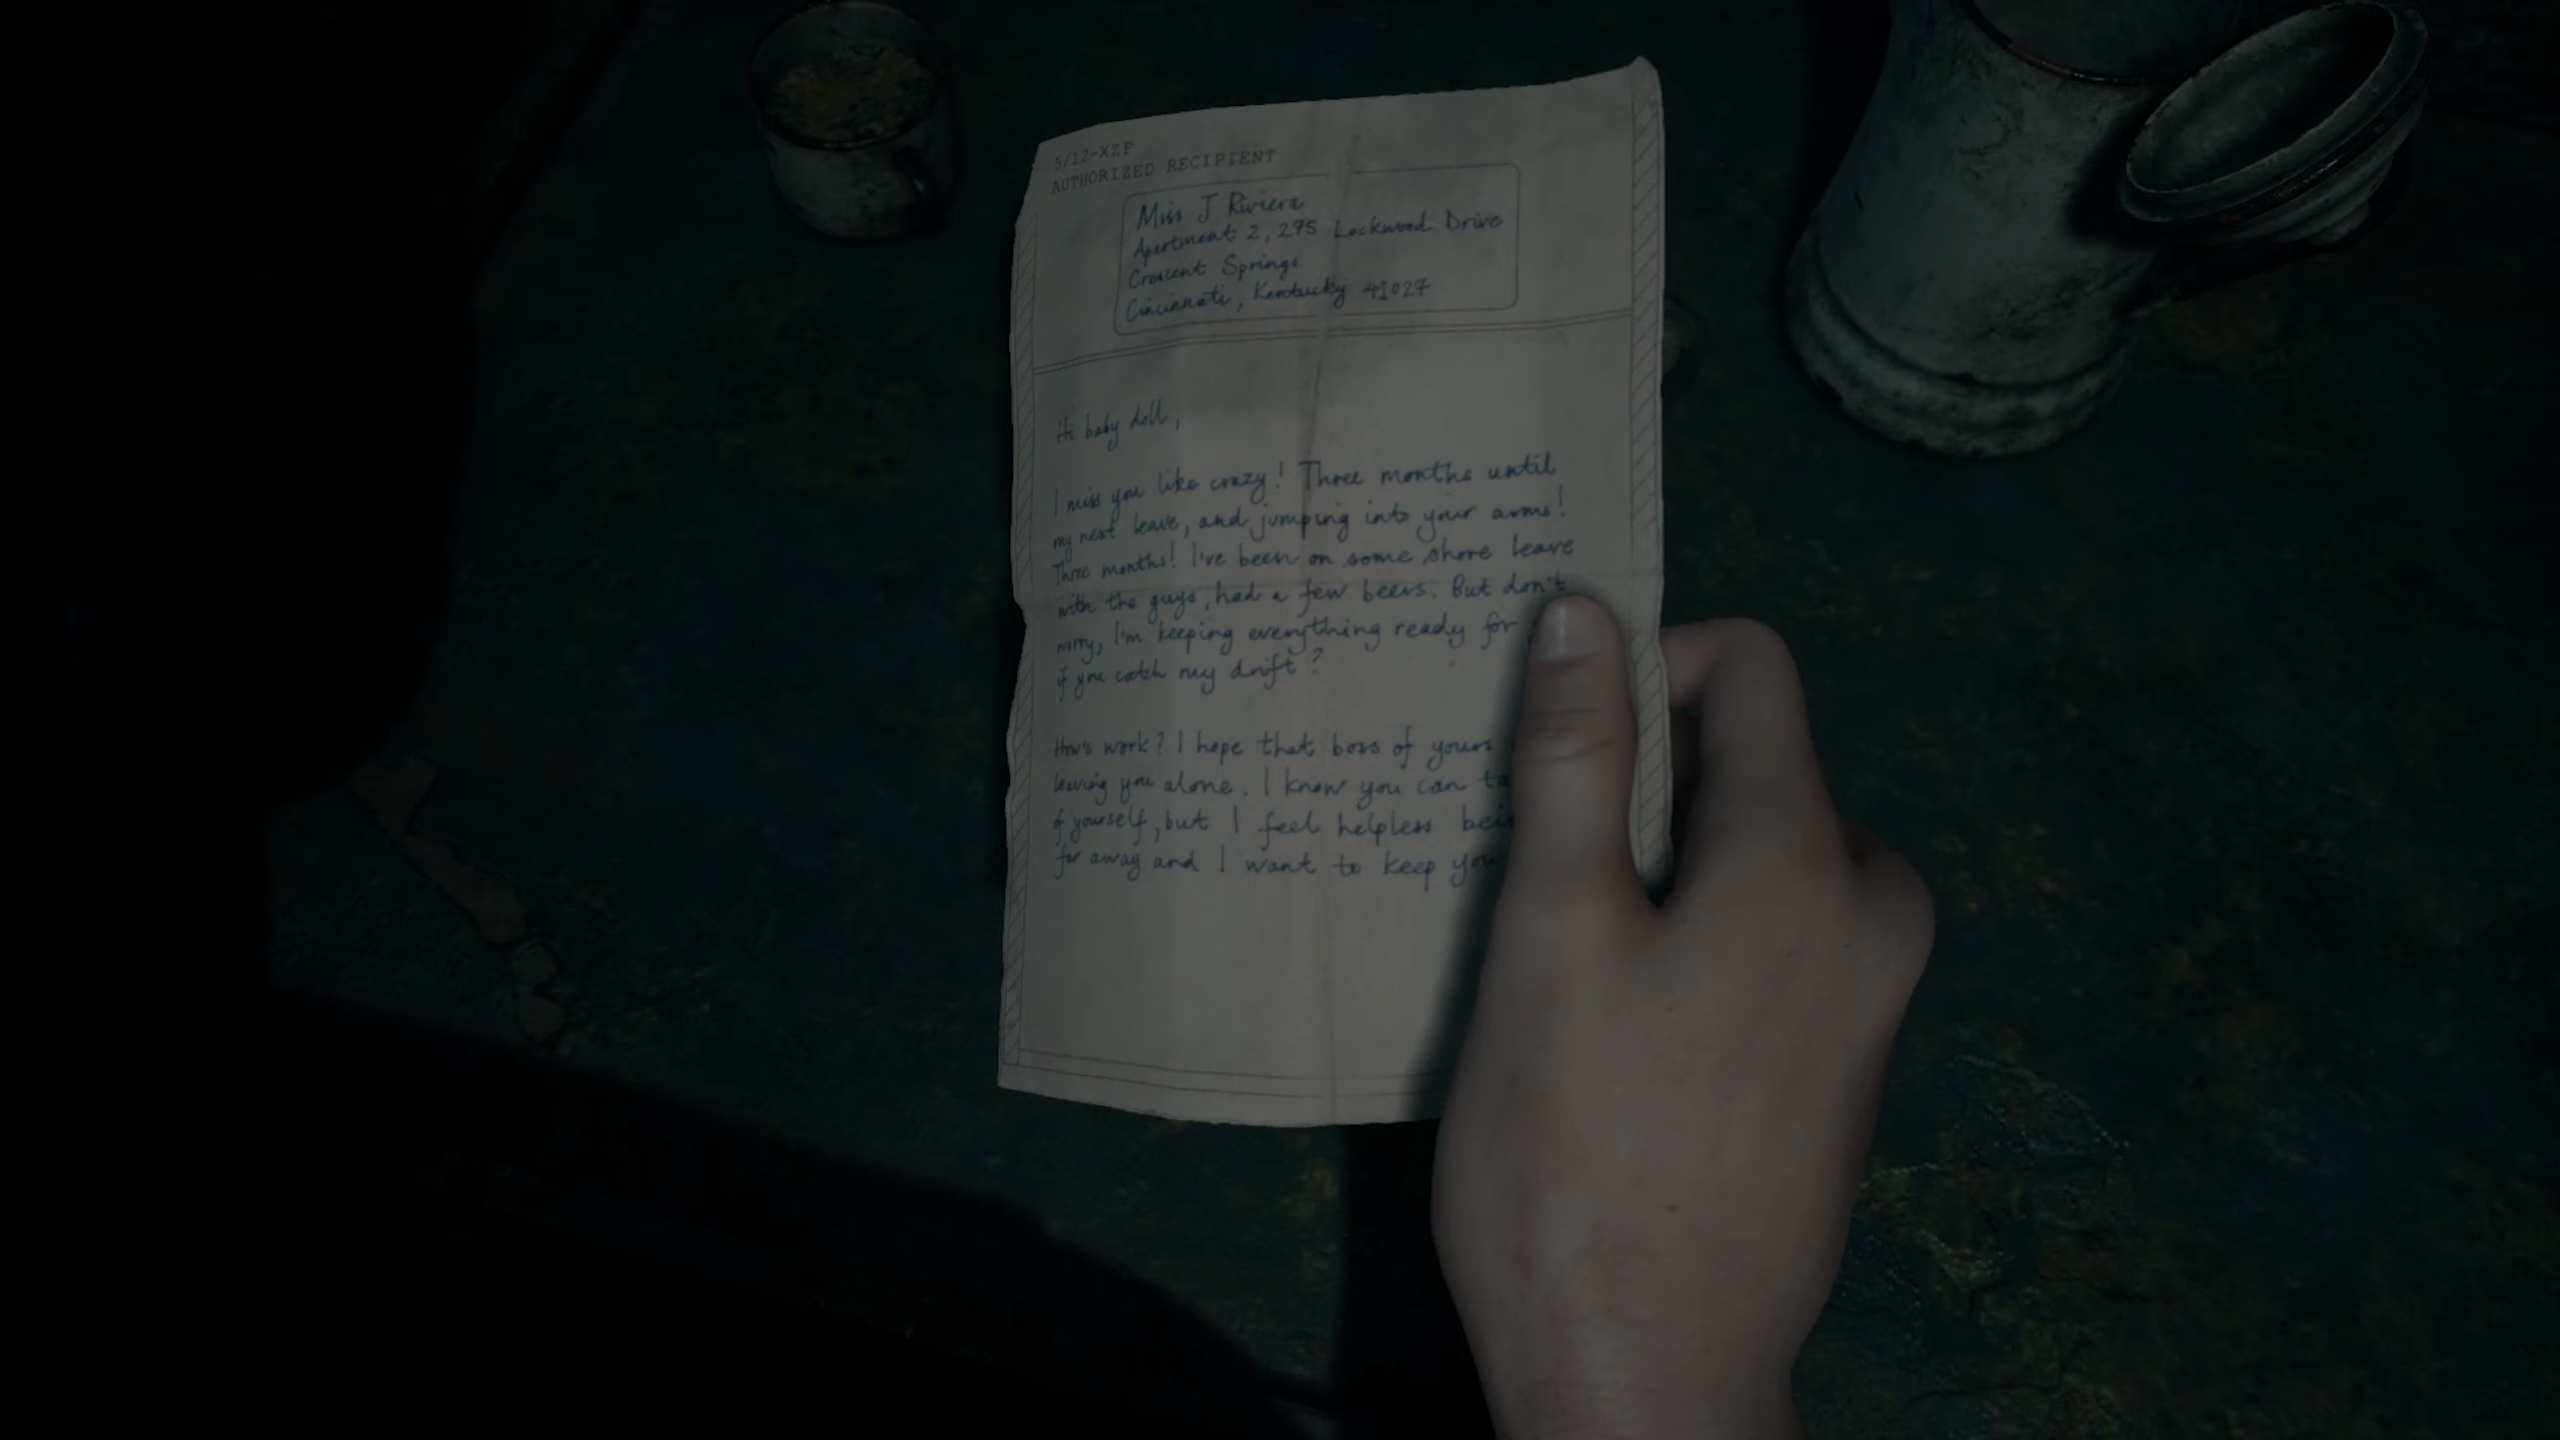 5/12-XZF
AUTHORIZED RECIPIENT
Miss J Riviera
Apartment 2, 275 Lockwood Drive
Crescent Springs
Cincinnati, Kentucky 41027
Hi baby doll,
I miss you like crazy! Three months until
my next leave, and jumping into your arms!
Three months! I've been on some shore leave
with the guys, had a few beers. But don't
worry, I'm keeping everything ready for
if you catch my drift?
How's work? I hope that boss of yours
leaving you alone. I know you can
of yourself, but I feel helpless
far away and I want to keep you